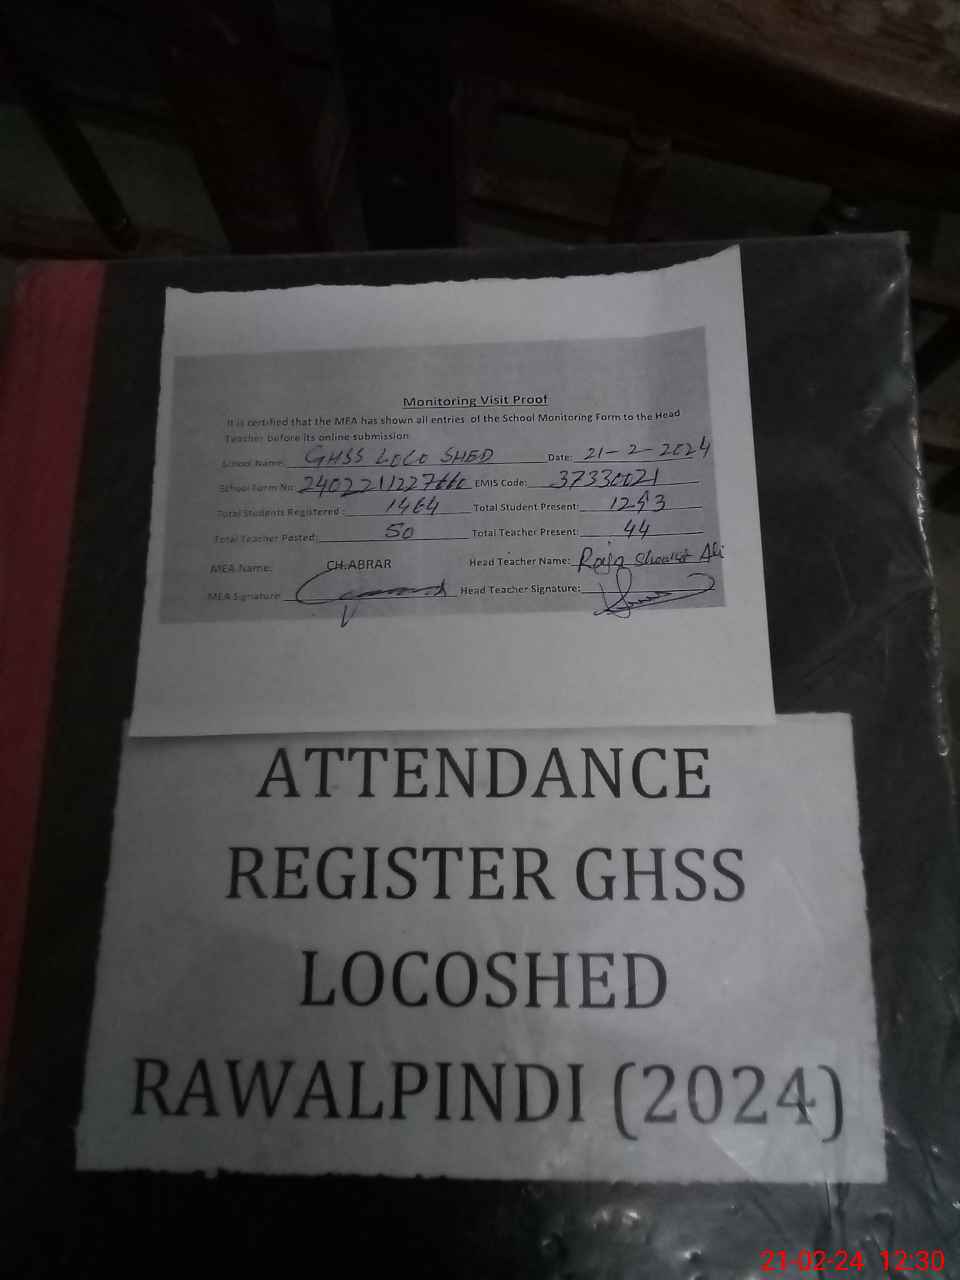 Monitoring Visit Proof
It is certified that the MEA has shown all entries of the School Monitoring Form to the Head
Teacher before its online submission
School Name: GHSS LOCO SHED Date: 21-2-2024
School Form No: EMIS Code: 37330021
Total Students Registered: 1464 Total Student Present:
Total Teacher Posted: 50 Total Teacher Present: 44
MEA Name: CH.ABRAR Head Teacher Name: Raja Ali
MEA Signature: Head Teacher Signature:
ATTENDANCE
REGISTER GHSS
LOCOSHED
RAWALPINDI (2024)
21-02-24 12:30